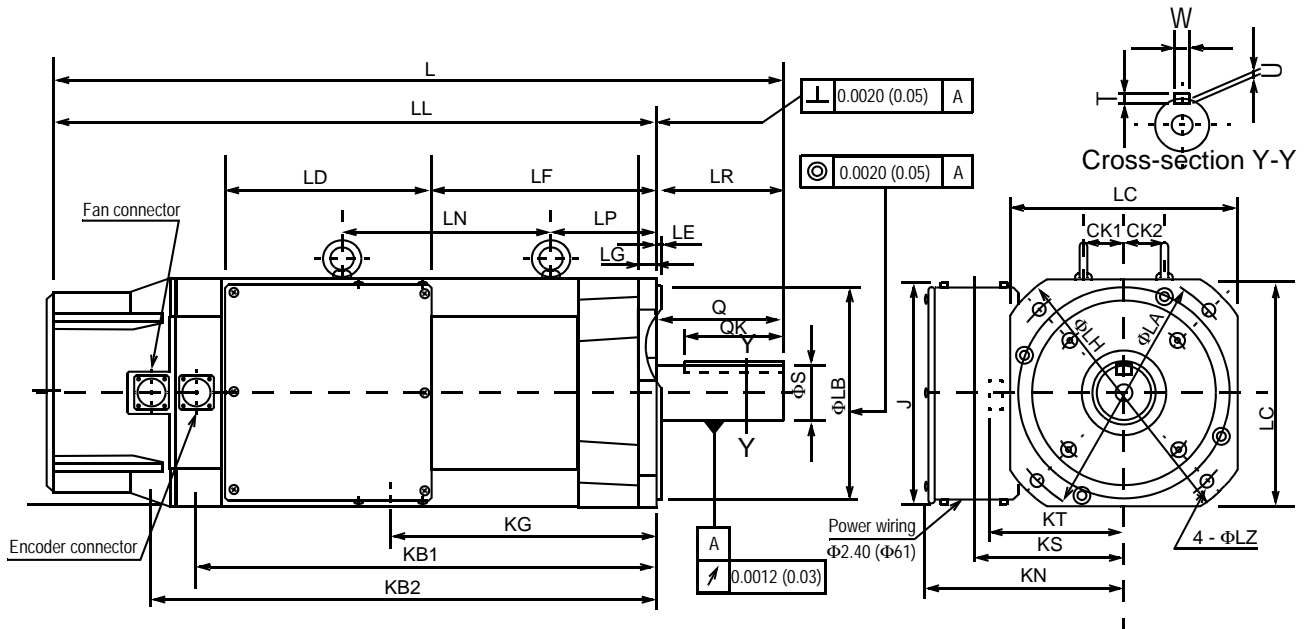 W
U
T
Cross-section Y-Y
L
0.0020 (0.05) A
LL
0.0020 (0.05) A
LD
LF
LR
LC
Fan connector
LN
LP
LE
LG
CK1
CK2
Q
QK
Y
ΦS
ΦLB
J
ΦLH
ΦLA
LC
Y
KG
Encoder connector
KB1
KB2
A
0.0012 (0.03)
Power wiring
Φ2.40 (Φ61)
KT
KS
KN
4 - ΦLZ